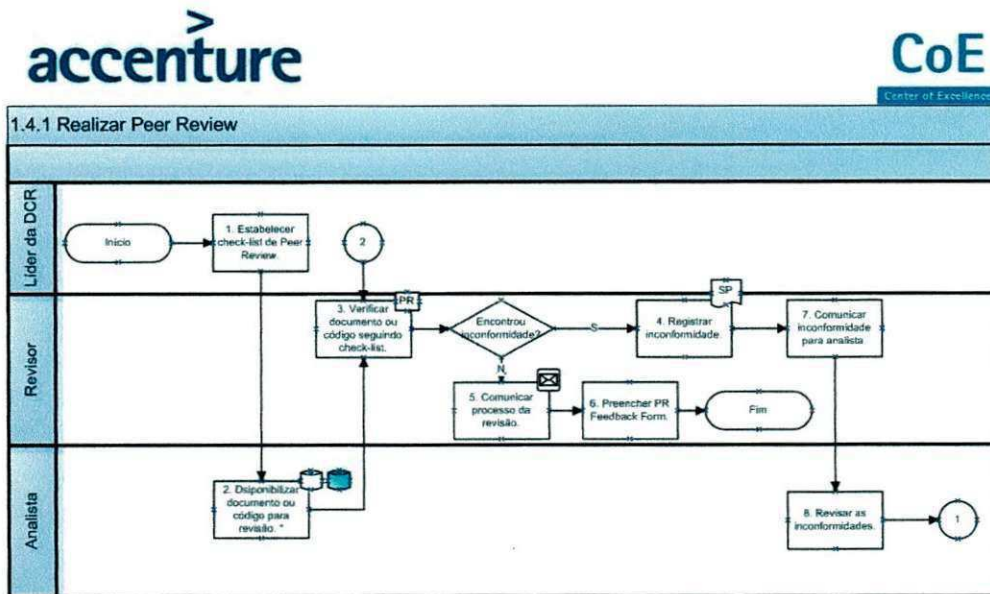 accenture
CoE
Center of Excellence
1.4.1 Realizar Peer Review
Líder da DCR
Início
1. Estabelecer
check-list de Peer
Review.
2
Revisor
3. Verificar
documento ou
código seguindo
check-list.
PR
Encontrou
inconformidade?
S
4. Registrar
inconformidade.
SP
7. Comunicar
inconformidade
para analista
N
5. Comunicar
processo da
revisão.
6. Preencher PR
Feedback Form.
Fim
Analista
2. Dsiponibilizar
documento ou
código para
revisão. *
8. Revisar as
inconformidades.
1